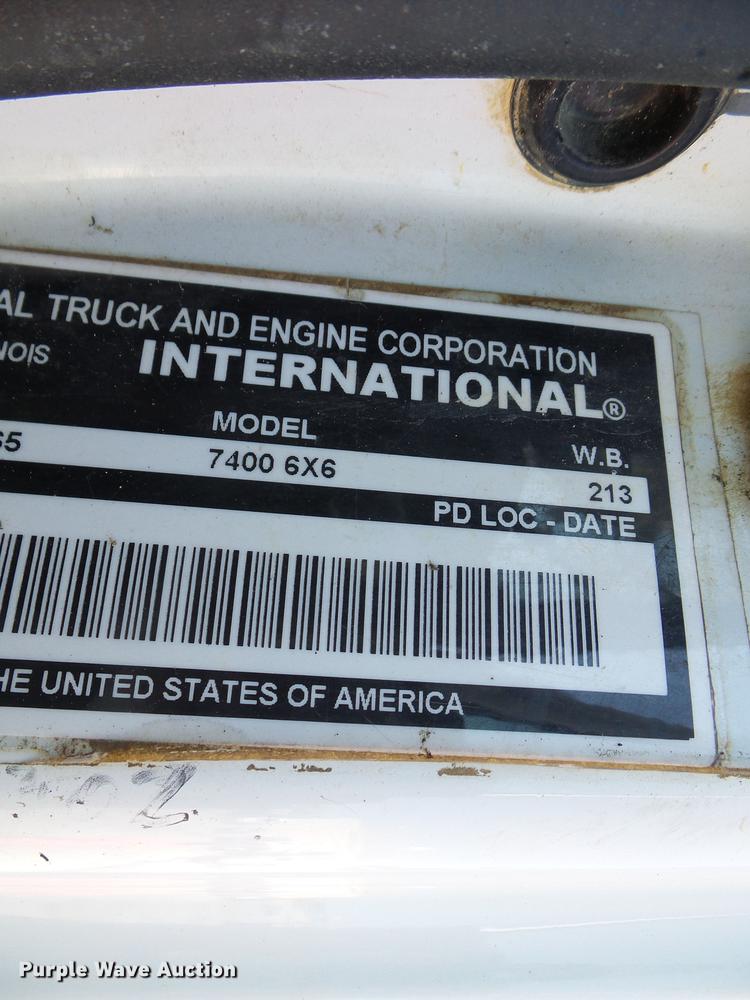 AL TRUCK AND ENGINE CORPORATION
NOIS INTERNATIONAL®
MODEL W.B.
65 7400 6X6 213
PD LOC - DATE
HE UNITED STATES OF AMERICA
Purple Wave Auction